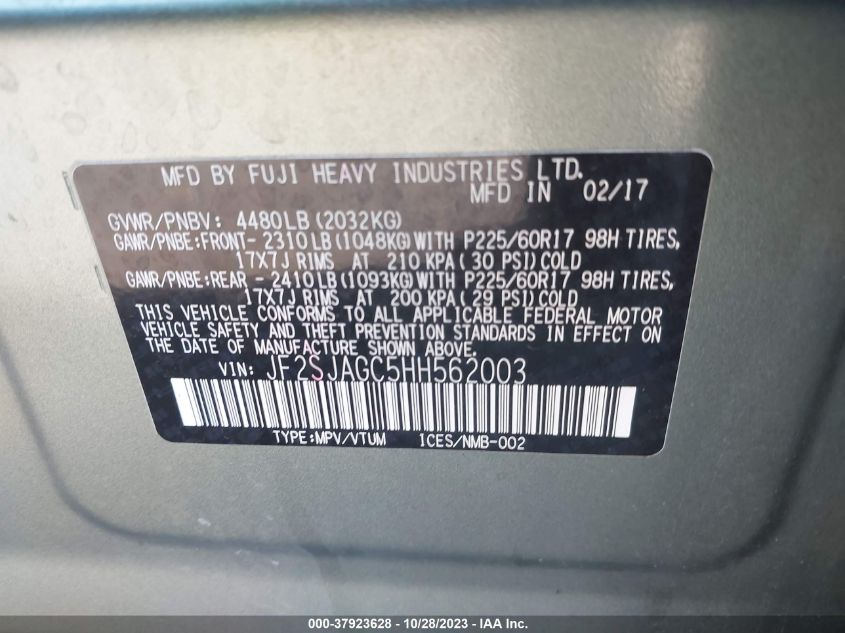 MFD BY FUJI HEAVY INDUSTRIES LTD.
MFD IN 02/17
GVWR/PNBV: 4480LB(2032KG)
GAWR/PNBE:FRONT- 2310LB(1048KG)WITH P225/60R17 98H TIRES,
17X7J RIMS AT 210 KPA( 30 PSI)COLD
GAWR/PNBE:REAR - 2410LB(1093KG)WITH P225/60R17 98H TIRES,
17X7J RIMS AT 200 KPA(29 PSI)COLD
THIS VEHICLE CONFORMS TO ALL APPLICABLE FEDERAL MOTOR
VEHICLE SAFETY AND THEFT PREVENTION STANDARDS IN EFFECT ON
THE DATE OF MANUFACTURE SHOWN ABOVE.
VIN: JF2SJAGC5HH562003
TYPE:MPV/VTUM ICES/NMB-002
000-37923628 - 10/28/2023 - IAA Inc.